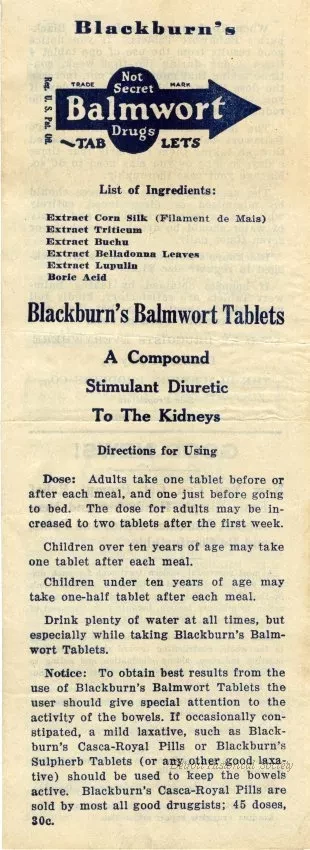 Blackburn's
Reg. U. S. Pat. Off.
TRADE MARK
Not
Secret
Balmwort
Drugs
~TAB LETS
List of Ingredients:
Extract Corn Silk (Filament de Mais)
Extract Triticum
Extract Buchu
Extract Belladonna Leaves
Extract Lupulin
Boric Acid
Blackburn's Balmwort Tablets
A Compound
Stimulant Diuretic
To The Kidneys
Directions for Using
Dose: Adults take one tablet before or
after each meal, and one just before going
to bed. The dose for adults may be in-
creased to two tablets after the first week.
Children over ten years of age may take
one tablet after each meal.
Children under ten years of age may
take one-half tablet after each meal.
Drink plenty of water at all times, but
especially while taking Blackburn's Balm-
wort Tablets.
Notice: To obtain best results from the
use of Blackburn's Balmwort Tablets the
user should give special attention to the
activity of the bowels. If occasionally con-
stipated, a mild laxative, such as Black-
burn's Casca-Royal Pills or Blackburn's
Sulpherb Tablets (or any other good laxa-
tive) should be used to keep the bowels
active. Blackburn's Casca-Royal Pills are
sold by most all good druggists; 45 doses,
30c.